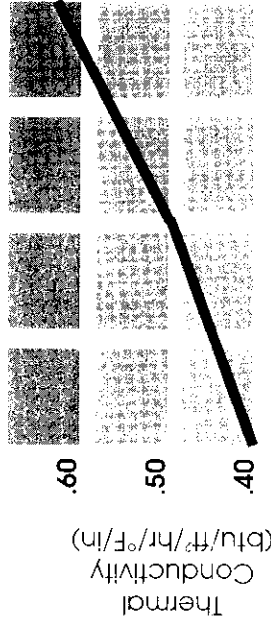 Thermal
Conductivity
(btu/ft²/hr/°F/in)
.60
.50
.40